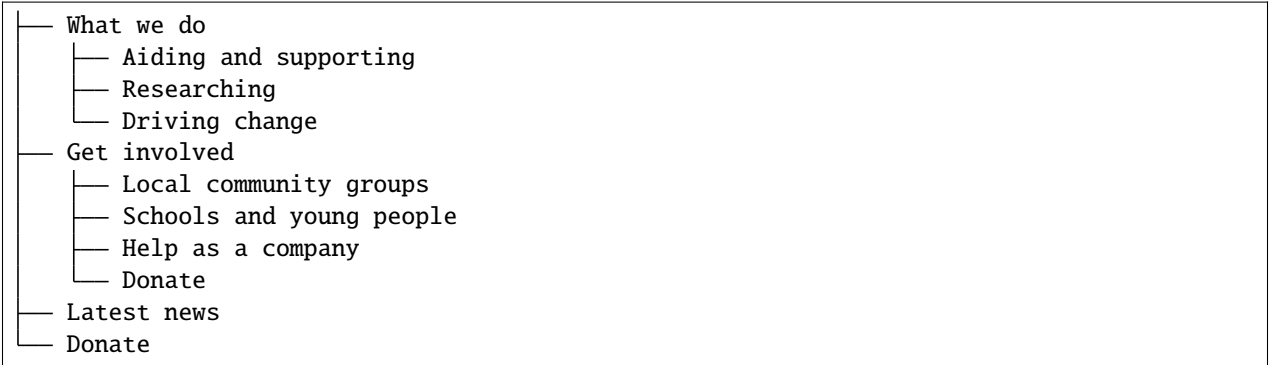 ├── What we do
│   ├── Aiding and supporting
│   ├── Researching
│   └── Driving change
├── Get involved
│   ├── Local community groups
│   ├── Schools and young people
│   ├── Help as a company
│   └── Donate
├── Latest news
└── Donate